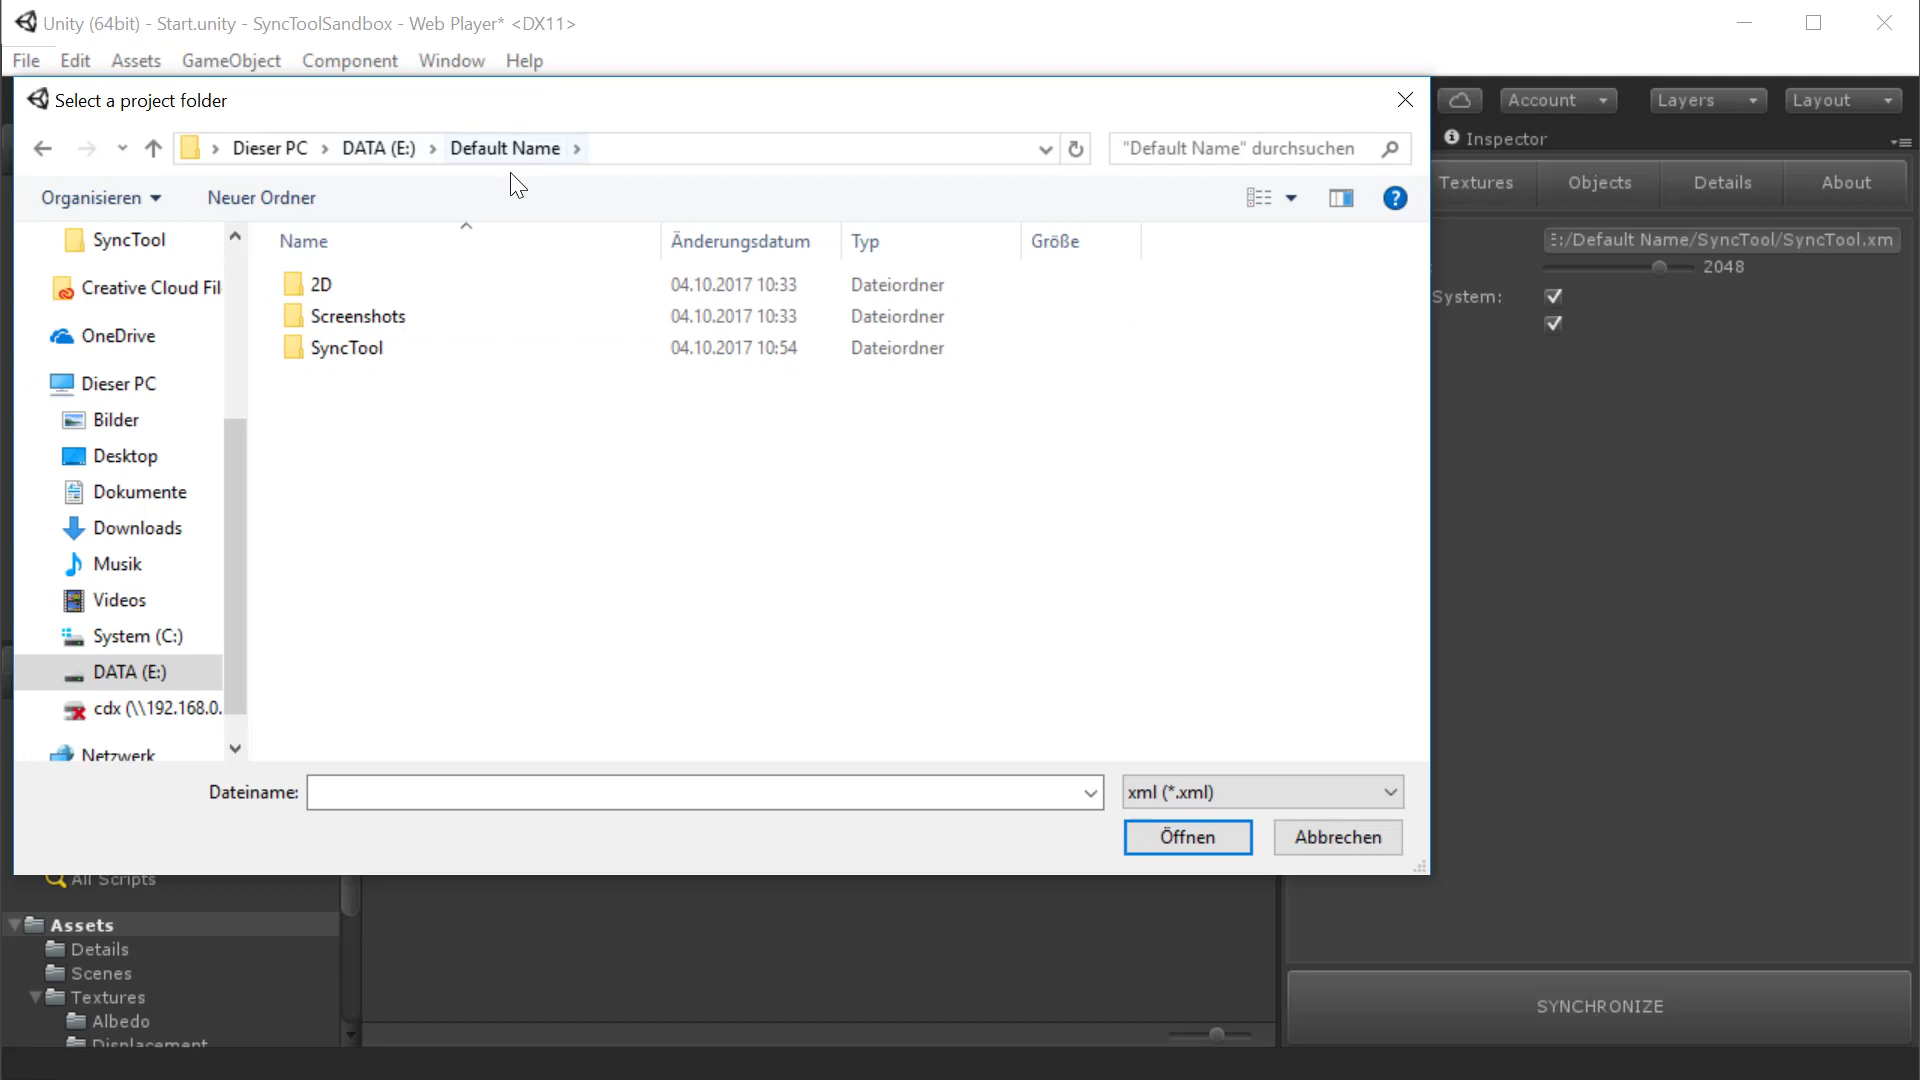 Unity (64bit) - Start.unity - SyncToolSandbox - Web Player* <DX11>
File Edit Assets GameObject Component Window Help
Select a project folder
Account Layers Layout
Dieser PC DATA (E:) Default Name
"Default Name" durchsuchen
Inspector
Organisieren Neuer Ordner
Textures Objects Details About
Name Änderungsdatum Typ Größe
2D 04.10.2017 10:33 Dateiordner
Screenshots 04.10.2017 10:33 Dateiordner
SyncTool 04.10.2017 10:54 Dateiordner
SyncTool
Creative Cloud Fil
OneDrive
Dieser PC
Bilder
Desktop
Dokumente
Downloads
Musik
Videos
System (C:)
DATA (E:)
cdx (\\192.168.0.
Netzwerk
:/Default Name/SyncTool/SyncTool.xm
2048
System:
Dateiname:
xml (*.xml)
Öffnen Abbrechen
All Scripts
Assets
Details
Scenes
Textures
Albedo
Displacement
SYNCHRONIZE